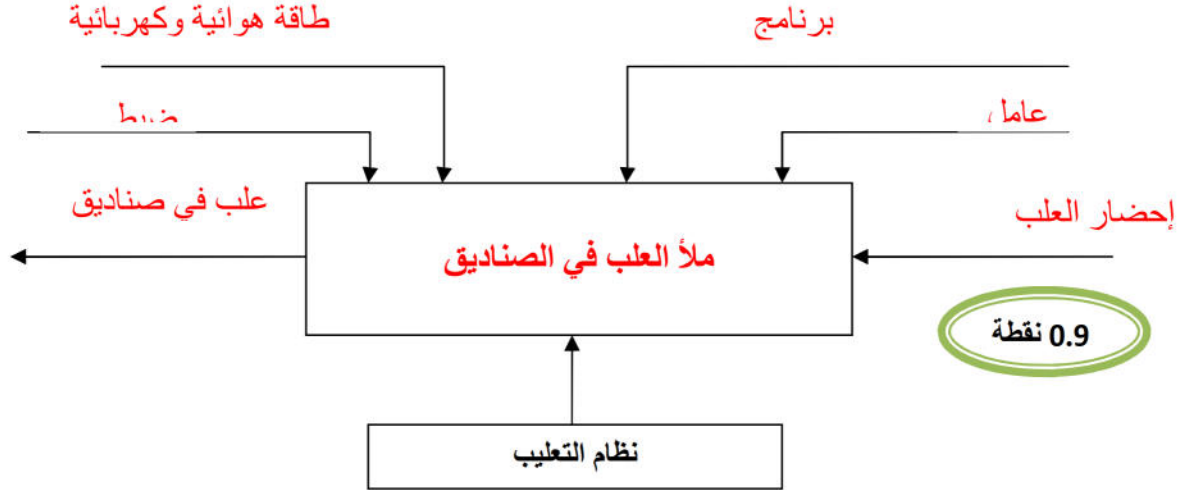 برنامج
طاقة هوائية وكهربائية
عامل
ضبط
إحضار العلب
علب في صناديق
ملأ العلب في الصناديق
0.9 نقطة
نظام التعليب